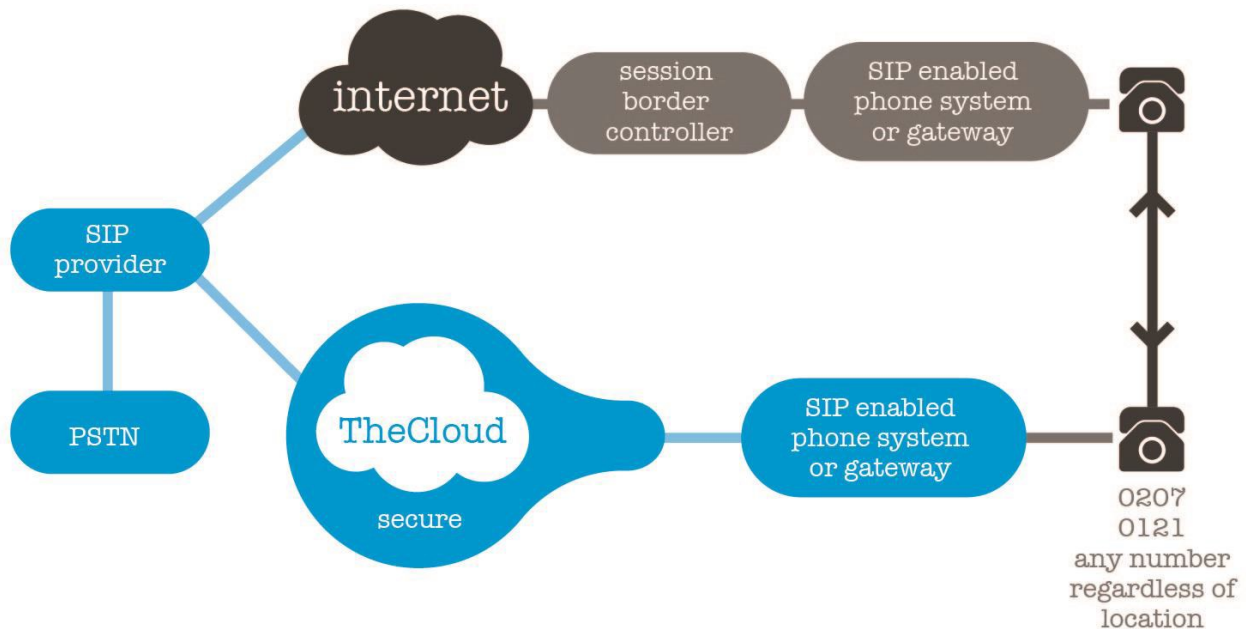 internet
session
border
controller
SIP enabled
phone system
or gateway
SIP
provider
PSTN
TheCloud
secure
SIP enabled
phone system
or gateway
0207
0121
any number
regardless of
location